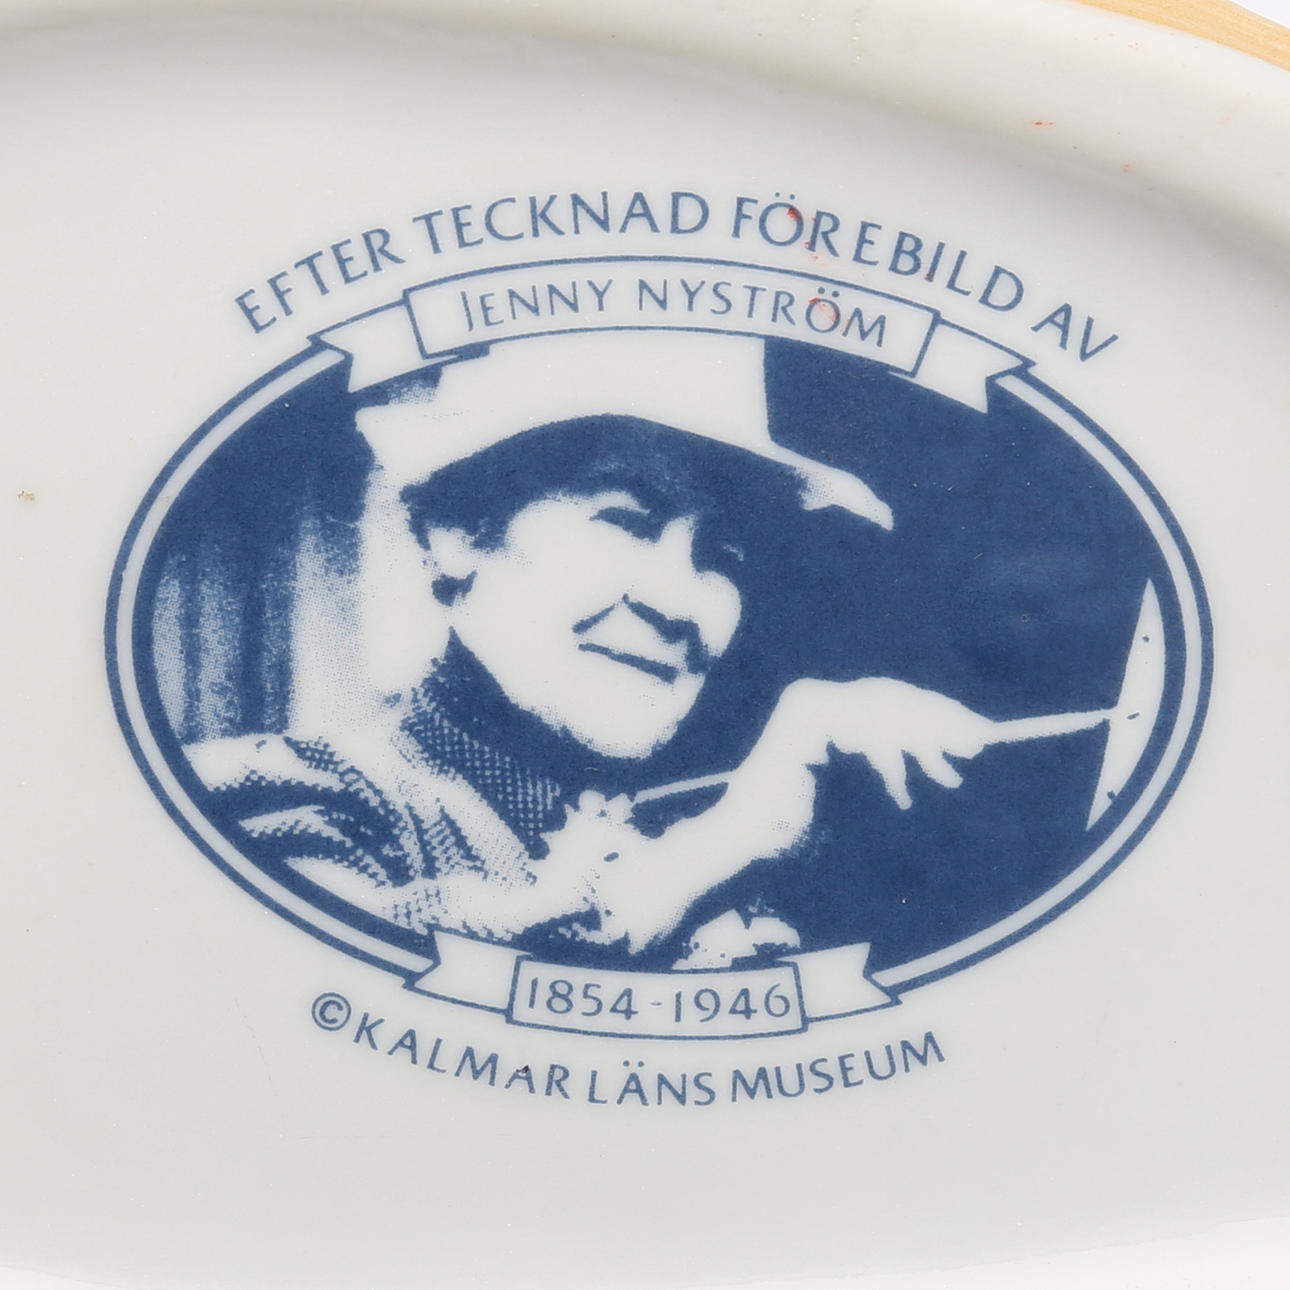 EFTER TECKNAD FÖREBILD AV
JENNY NYSTRÖM
1854-1946
©KALMAR LÄNS MUSEUM